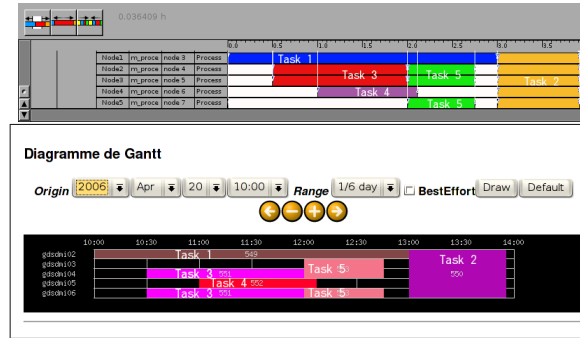 0.036409 h
0.0 0.5 1.0 1.5 2.0 2.5 3.0 3.5
Node1 m_proce node 3 Process Task 1
Node2 m_proce node 4 Process
Node3 m_proce node 5 Process Task 3 Task 5 Task 2
Node4 m_proce node 6 Process Task 4
Node5 m_proce node 7 Process Task 5
Diagramme de Gantt
Origin 2006 Apr 20 10:00 Range 1/6 day BestEffort Draw Default
10:00 10:30 11:00 11:30 12:00 12:30 13:00 13:30 14:00
gdsdmi02 Task 1 549 Task 2
gdsdmi03 Task 5
gdsdmi04 Task 3 551 550
gdsdmi05 Task 4 552
gdsdmi06 Task 3 551 Task 5